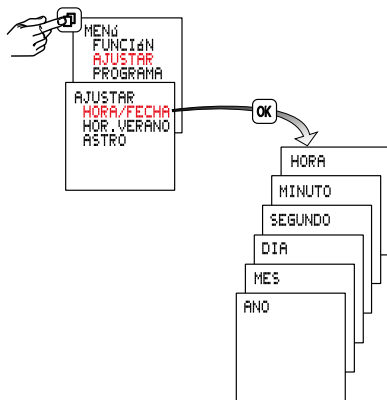 MENú
FUNCIóN
AJUSTAR
PROGRAMA
AJUSTAR
HORA/FECHA
HOR.VERANO
ASTRO
OK
HORA
MINUTO
SEGUNDO
DIA
MES
ANO